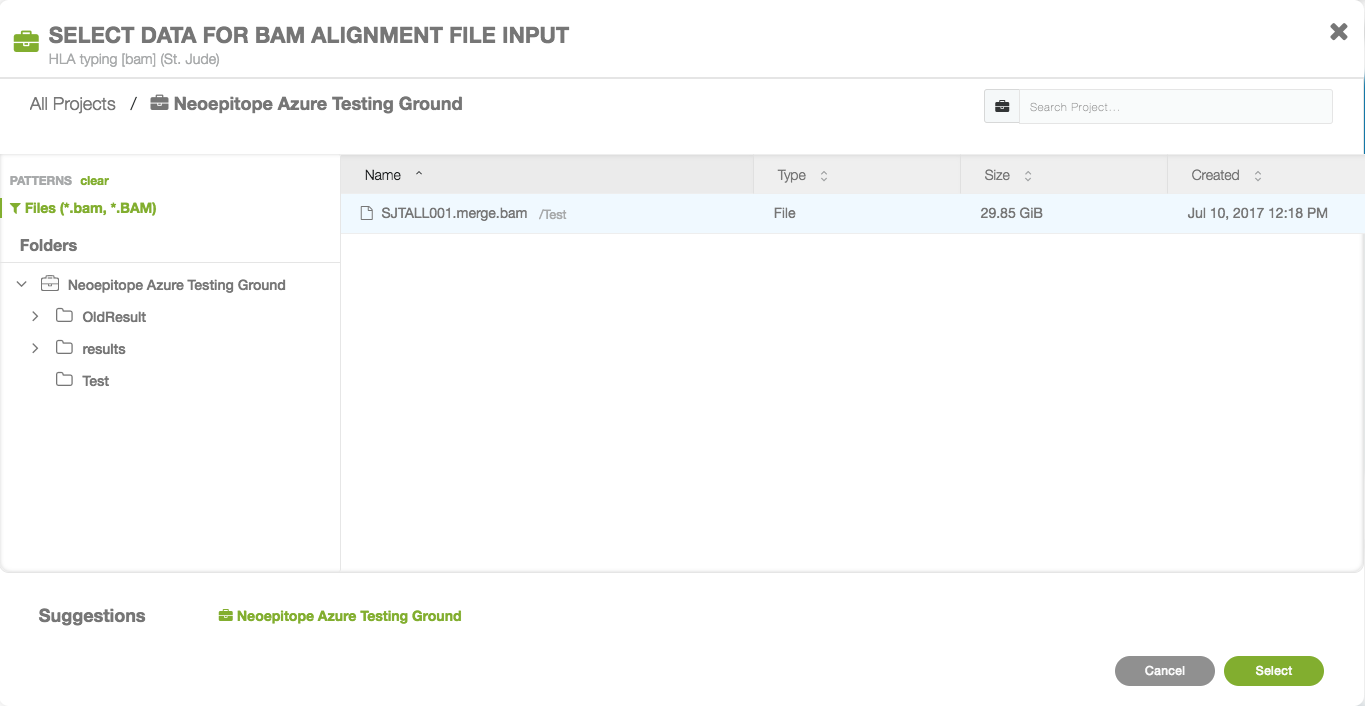 SELECT DATA FOR BAM ALIGNMENT FILE INPUT
HLA typing [bam] (St. Jude)
All Projects / Neoepitope Azure Testing Ground
Search Project...
PATTERNS clear
Files (*.bam, *.BAM)
Folders
Neoepitope Azure Testing Ground
OldResult
results
Test
Name Type Size Created
SJTALL001.merge.bam /Test File 29.85 GiB Jul 10, 2017 12:18 PM
Suggestions Neoepitope Azure Testing Ground
Cancel Select